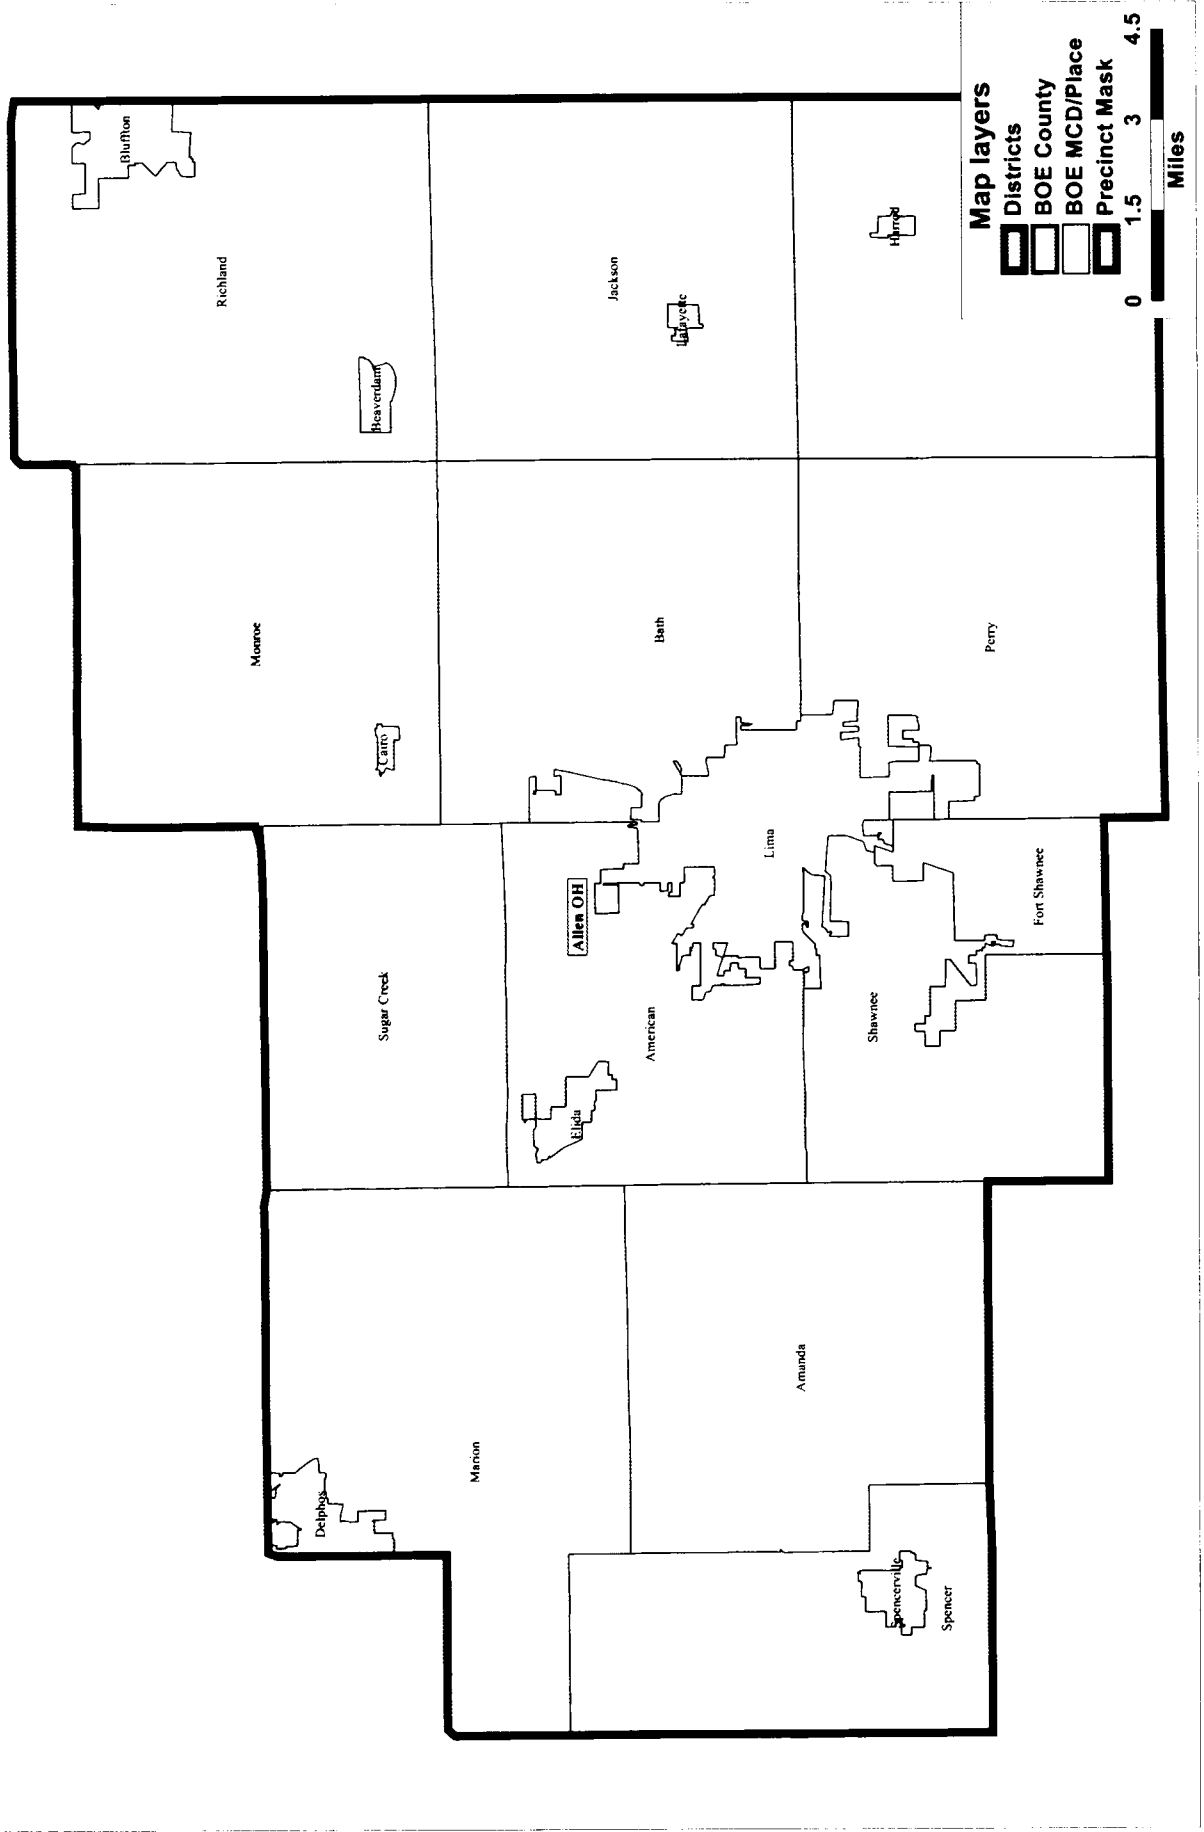 Bluffton
Richland
Beaverdam
Monroe
Cairo
Sugar Creek
Delphos
Marion
Elida
American
Allen OH
Bath
Jackson
Lafayette
Lima
Harrod
Perry
Shawnee
Fort Shawnee
Amanda
Spencerville
Spencer
Map layers
Districts
BOE County
BOE MCD/Place
Precinct Mask
0 1.5 3 4.5
Miles